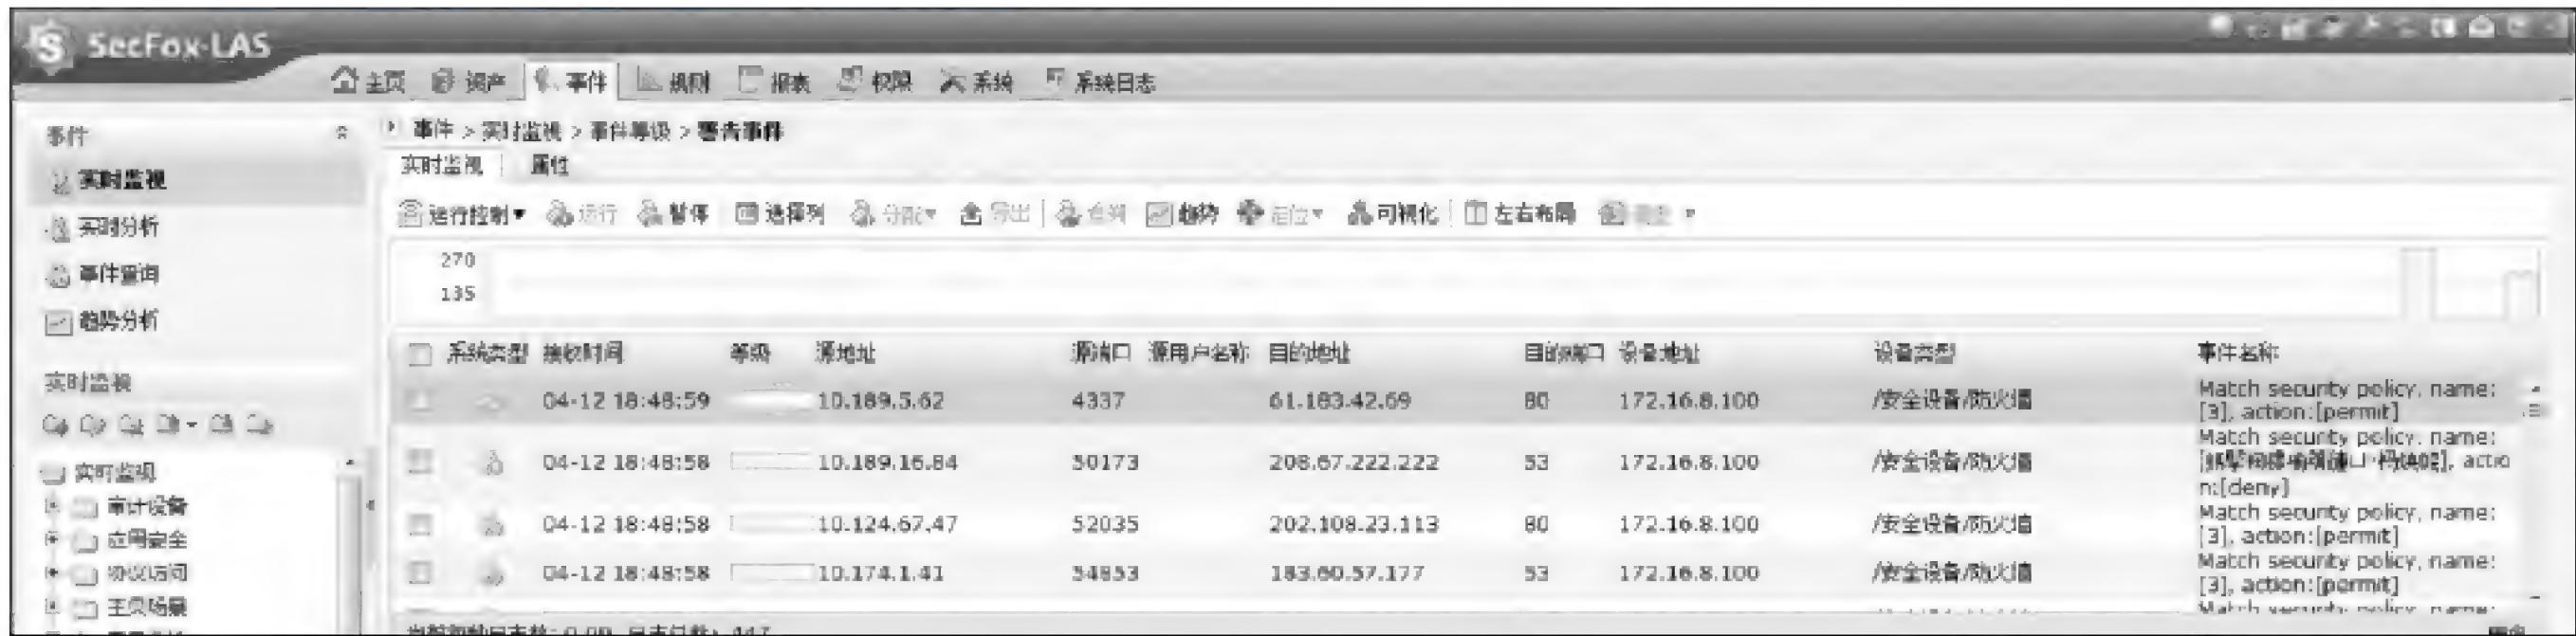 SecFox-LAS
主页 资产 事件 规则 报表 权限 系统 系统日志
事件
实时监视
实时分析
事件查询
趋势分析
实时监视
实时监视
审计设备
应用安全
协议访问
主页场景
事件 > 实时监视 > 事件等级 > 警告事件
实时监视 属性
运行控制 运行 暂停 选择列 分配 导出 查询 趋势 定位 可视化 左右布局
270
135
系统类型 接收时间 等级 源地址 源端口 源用户名称 目的地址 目的端口 设备地址 设备类型 事件名称
04-12 18:48:59 10.189.5.62 4337 61.183.42.69 80 172.16.8.100 /安全设备/防火墙 Match security policy, name:
[3], action:[permit]
04-12 18:48:58 10.189.16.84 50173 208.67.222.222 53 172.16.8.100 /安全设备/防火墙 Match security policy, name:
], actio
n:[deny]
04-12 18:48:58 10.124.67.47 52035 202.108.23.113 80 172.16.8.100 /安全设备/防火墙 Match security policy, name:
[3], action:[permit]
04-12 18:48:58 10.174.1.41 54853 183.60.57.177 53 172.16.8.100 /安全设备/防火墙 Match security policy, name:
[3], action:[permit]
Match security policy, name: